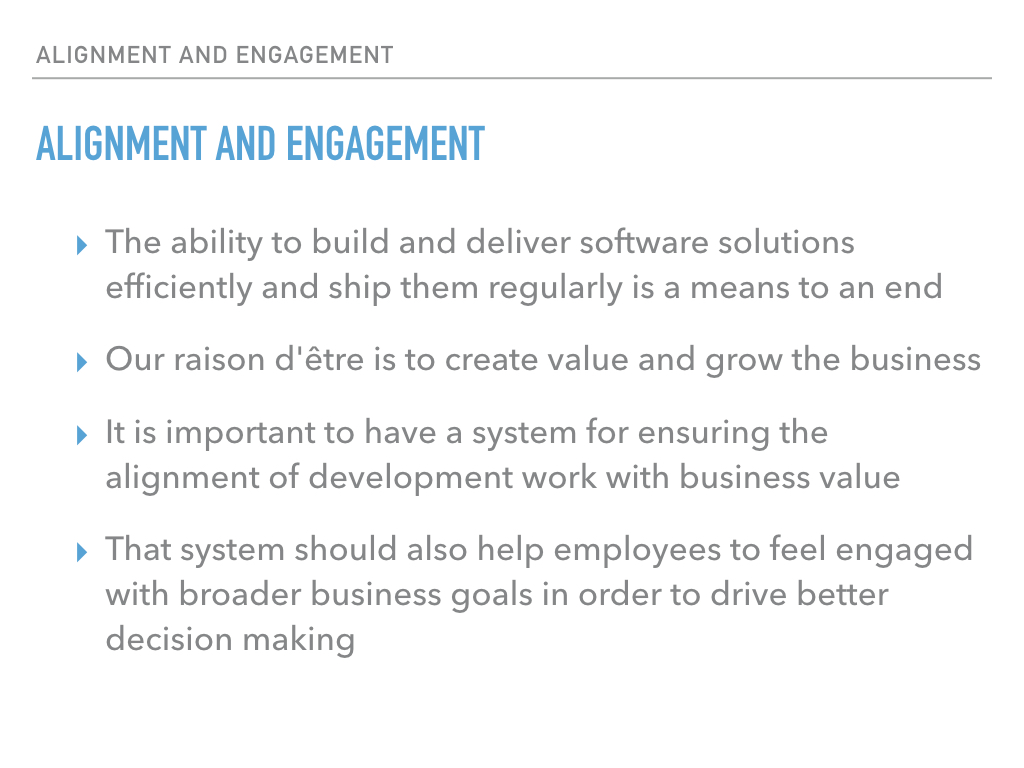 ALIGNMENT AND ENGAGEMENT
ALIGNMENT AND ENGAGEMENT
The ability to build and deliver software solutions
efficiently and ship them regularly is a means to an end
Our raison d'être is to create value and grow the business
It is important to have a system for ensuring the
alignment of development work with business value
That system should also help employees to feel engaged
with broader business goals in order to drive better
decision making